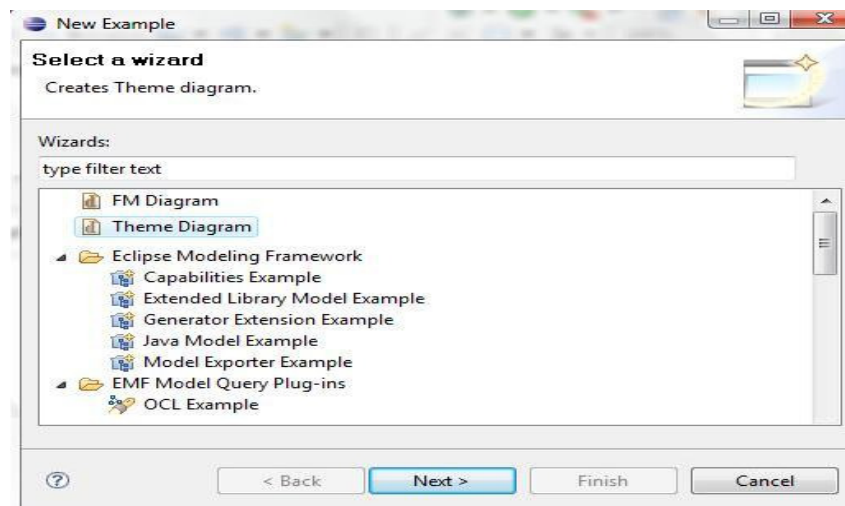 New Example
Select a wizard
Creates Theme diagram.
Wizards:
type filter text
FM Diagram
Theme Diagram
Eclipse Modeling Framework
Capabilities Example
Extended Library Model Example
Generator Extension Example
Java Model Example
Model Exporter Example
EMF Model Query Plug-ins
OCL Example
?
< Back
Next >
Finish
Cancel